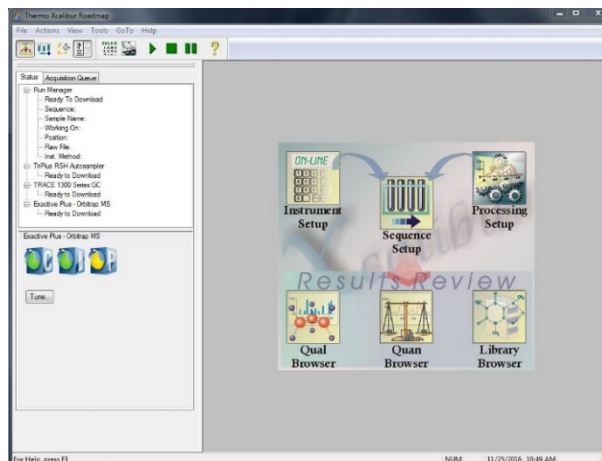 Thermo Xcalibur Roadmap
File Actions View Tools GoTo Help
Status Acquisition Queue
Run Manager
Ready To Download
Sequence:
Sample Name:
Working On:
Position:
Raw File:
Inst. Method:
TriPlus RSH Autosampler
Ready to Download
TRACE 1300 Series GC
Ready to Download
Exactive Plus - Orbitrap MS
Ready to Download
Exactive Plus - Orbitrap MS
Tune...
ON-LINE
Instrument
Setup
Sequence
Setup
Processing
Setup
Xcalibur
Results Review
Qual
Browser
Quan
Browser
Library
Browser
For Help, press F1
NUM 11/25/2016 10:49 AM